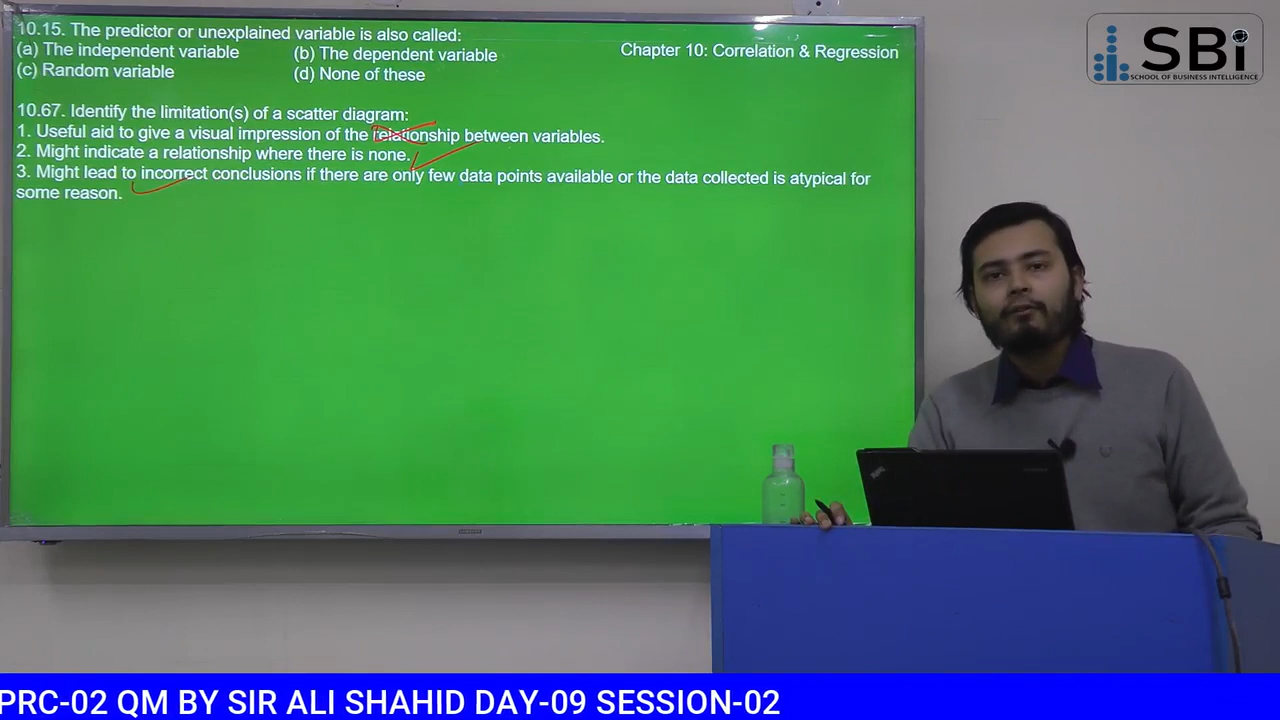 10.15. The predictor or unexplained variable is also called:
(a) The independent variable (b) The dependent variable
(c) Random variable (d) None of these
Chapter 10: Correlation & Regression
10.67. Identify the limitation(s) of a scatter diagram:
1. Useful aid to give a visual impression of the relationship between variables.
2. Might indicate a relationship where there is none.
3. Might lead to incorrect conclusions if there are only few data points available or the data collected is atypical for
some reason.
SBi
SCHOOL OF BUSINESS INTELLIGENCE
PRC-02 QM BY SIR ALI SHAHID DAY-09 SESSION-02